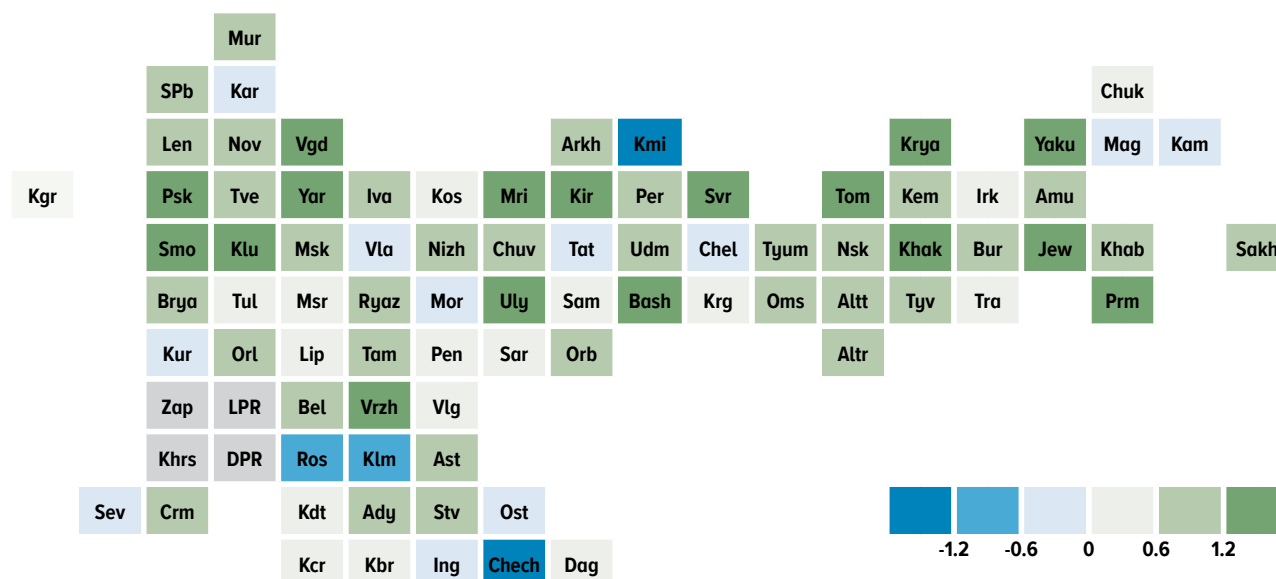 Mur
SPb Kar Chuk
Len Nov Vgd Arkh Kmi Krya Yaku Mag Kam
Kgr Psk Tve Yar Iva Kos Mri Kir Per Svr Tom Kem Irk Amu
Smo Klu Msk Vla Nizh Chuv Tat Udm Chel Tyum Nsk Khak Bur Jew Khab Sakh
Brya Tul Msr Ryaz Mor Uly Sam Bash Krg Oms Altt Tyv Tra Prm
Kur Orl Lip Tam Pen Sar Orb Altr
Zap LPR Bel Vrzh Vlg
Khrs DPR Ros Klm Ast
Sev Crm Kdt Ady Stv Ost
-1.2 -0.6 0 0.6 1.2
Kcr Kbr Ing Chech Dag